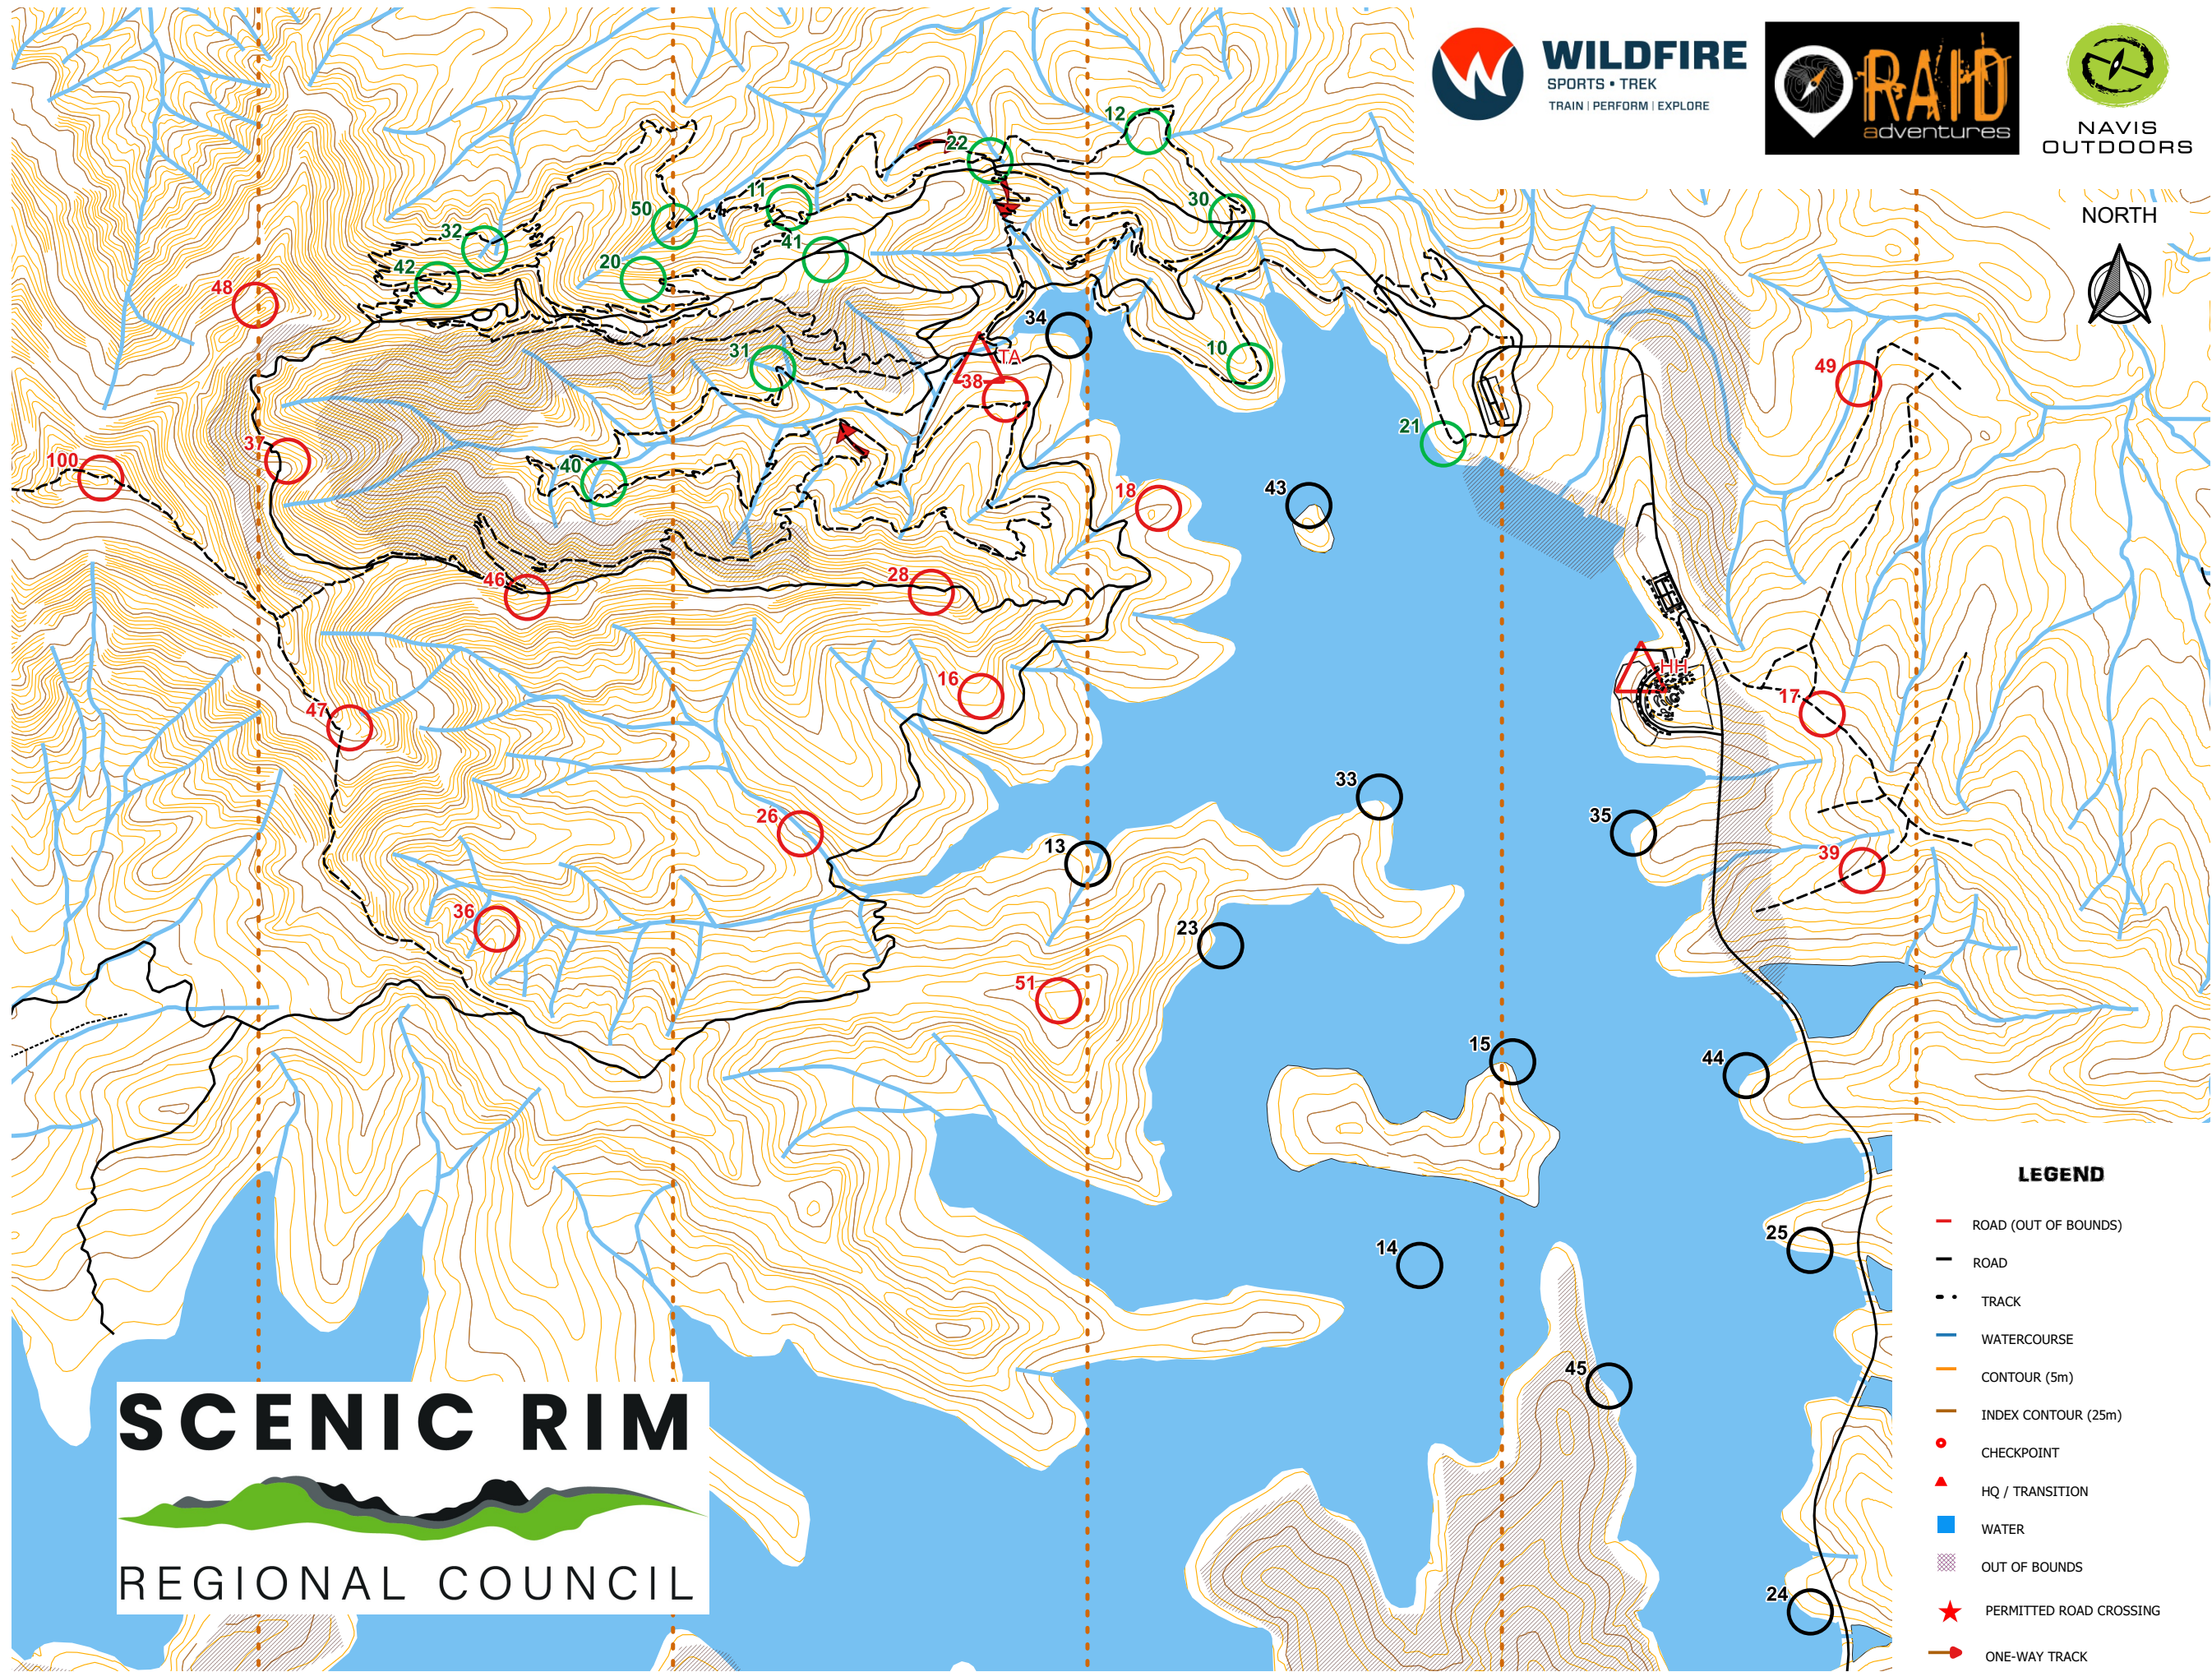 WILDFIRE
SPORTS • TREK
TRAIN | PERFORM | EXPLORE
RAID
adventures
NAVIS
OUTDOORS
NORTH
12
22
11
50
30
32
41
42
20
48
34
TA
31
10
38
49
37
21
100
40
18
43
46
28
HH
16
17
47
33
26
35
13
39
36
23
51
15
44
25
14
45
24
LEGEND
ROAD (OUT OF BOUNDS)
ROAD
TRACK
WATERCOURSE
CONTOUR (5m)
INDEX CONTOUR (25m)
CHECKPOINT
HQ / TRANSITION
WATER
OUT OF BOUNDS
PERMITTED ROAD CROSSING
ONE-WAY TRACK
SCENIC RIM
REGIONAL COUNCIL